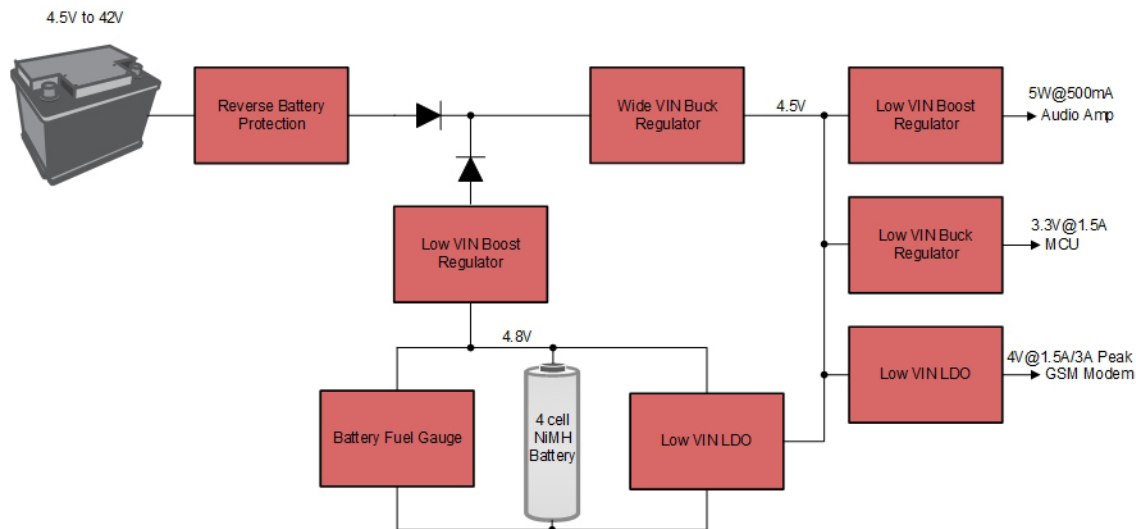 4.5V to 42V
Reverse Battery
Protection
Wide VIN Buck
Regulator
4.5V
Low VIN Boost
Regulator
5W@500mA
Audio Amp
Low VIN Boost
Regulator
Low VIN Buck
Regulator
3.3V@1.5A
MCU
4.8V
Low VIN LDO
4V@1.5A/3A Peak
GSM Modem
Battery Fuel Gauge
4 cell
NiMH
Battery
Low VIN LDO